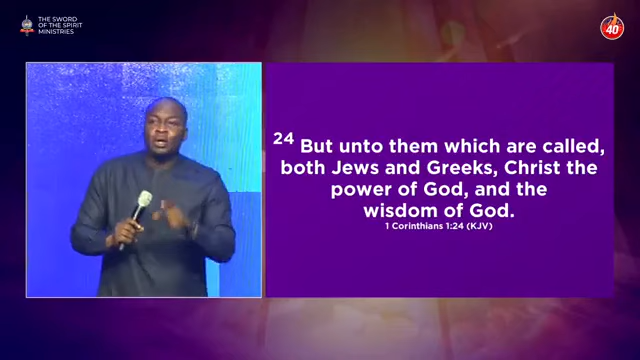 THE SWORD
OF THE SPIRIT
MINISTRIES
40
24 But unto them which are called,
both Jews and Greeks, Christ the
power of God, and the
wisdom of God.
1 Corinthians 1:24 (KJV)